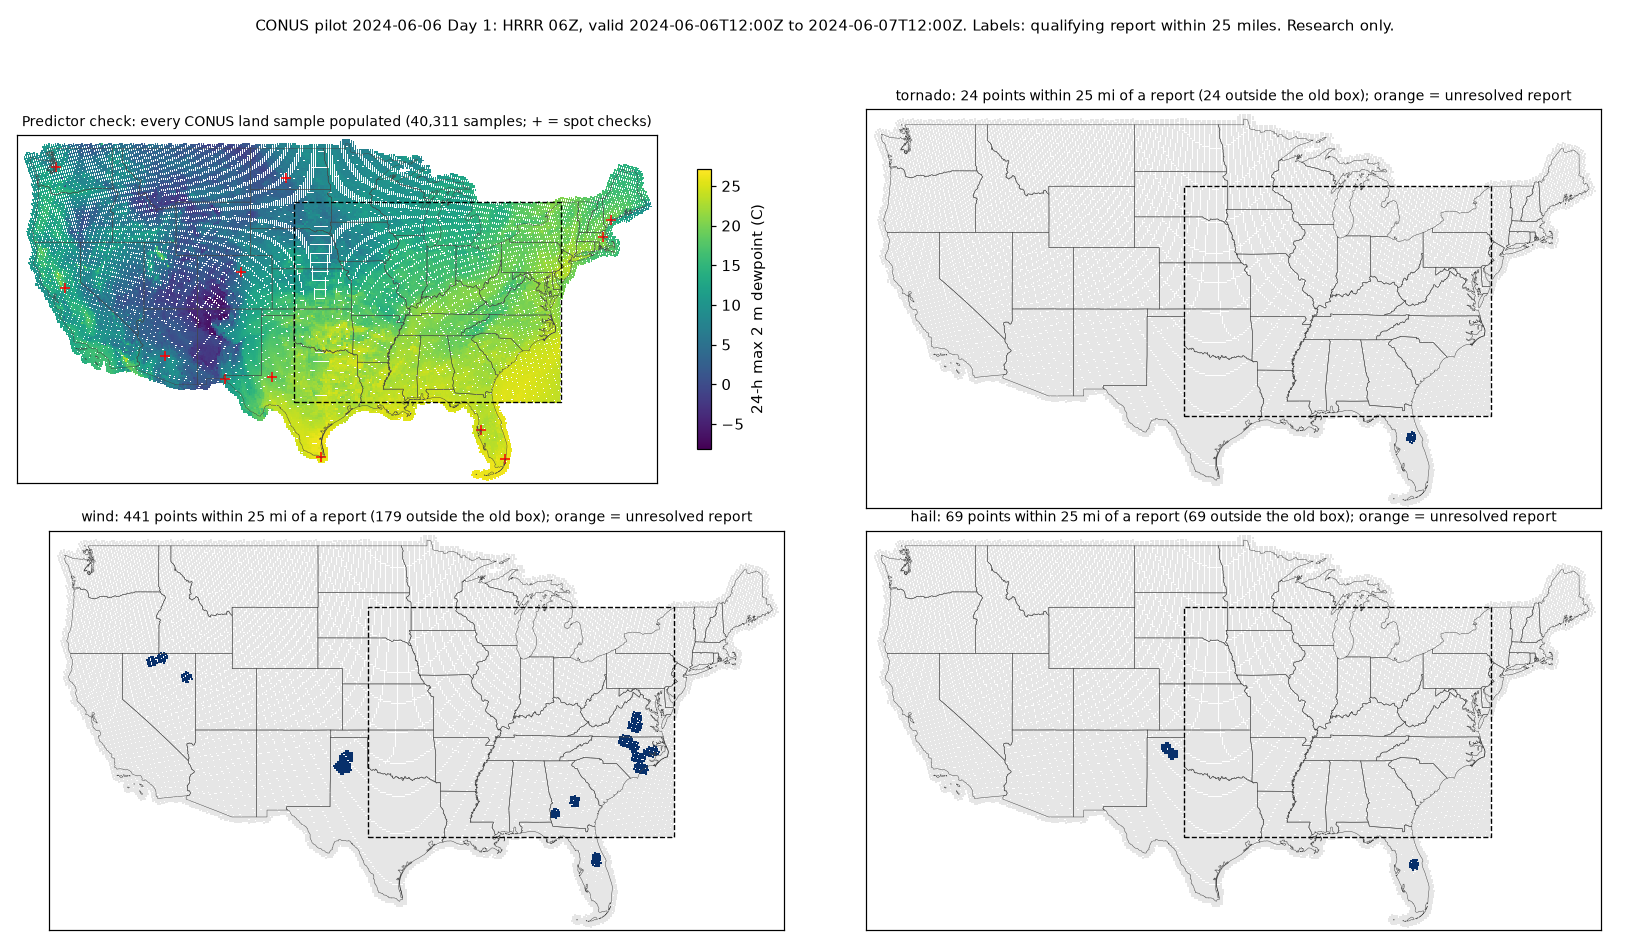 CONUS pilot 2024-06-06 Day 1: HRRR 06Z, valid 2024-06-06T12:00Z to 2024-06-07T12:00Z. Labels: qualifying report within 25 miles. Research only.
Predictor check: every CONUS land sample populated (40,311 samples; + = spot checks)
25
20
15
10
5
0
−5
24-h max 2 m dewpoint (C)
tornado: 24 points within 25 mi of a report (24 outside the old box); orange = unresolved report
wind: 441 points within 25 mi of a report (179 outside the old box); orange = unresolved report
hail: 69 points within 25 mi of a report (69 outside the old box); orange = unresolved report